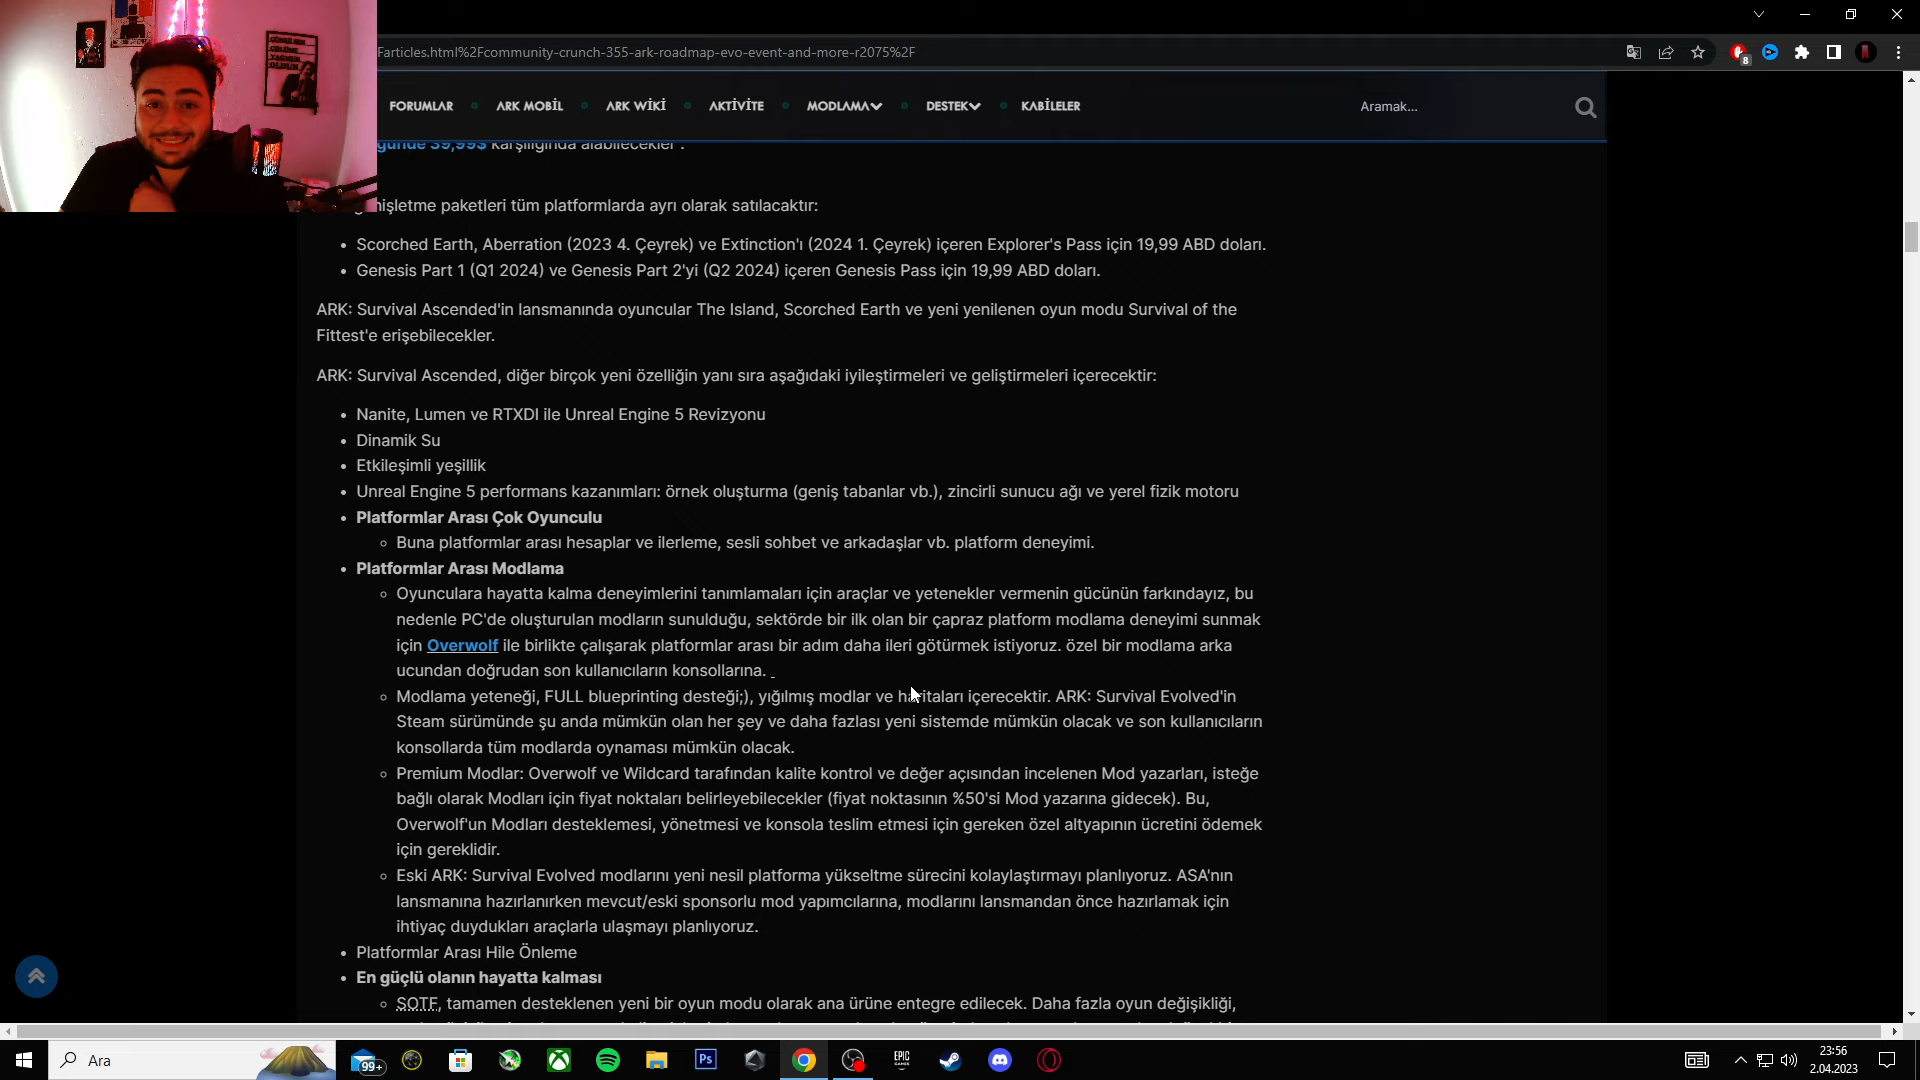 Farticles.html%2Fcommunity-crunch-355-ark-roadmap-evo-event-and-more-r2075%2F
8
FORUMLAR
ARK MOBİL
ARK WİKİ
AKTİVİTE
MODLAMA
DESTEK
KABİLELER
Aramak...
gününde 39,99$ karşılığında alabilecekler .
nişletme paketleri tüm platformlarda ayrı olarak satılacaktır:
Scorched Earth, Aberration (2023 4. Çeyrek) ve Extinction'ı (2024 1. Çeyrek) içeren Explorer's Pass için 19,99 ABD doları.
Genesis Part 1 (Q1 2024) ve Genesis Part 2'yi (Q2 2024) içeren Genesis Pass için 19,99 ABD doları.
ARK: Survival Ascended'in lansmanında oyuncular The Island, Scorched Earth ve yeni yenilenen oyun modu Survival of the
Fittest'e erişebilecekler.
ARK: Survival Ascended, diğer birçok yeni özelliğin yanı sıra aşağıdaki iyileştirmeleri ve geliştirmeleri içerecektir:
Nanite, Lumen ve RTXDI ile Unreal Engine 5 Revizyonu
Dinamik Su
Etkileşimli yeşillik
Unreal Engine 5 performans kazanımları: örnek oluşturma (geniş tabanlar vb.), zincirli sunucu ağı ve yerel fizik motoru
Platformlar Arası Çok Oyunculu
Buna platformlar arası hesaplar ve ilerleme, sesli sohbet ve arkadaşlar vb. platform deneyimi.
Platformlar Arası Modlama
Oyunculara hayatta kalma deneyimlerini tanımlamaları için araçlar ve yetenekler vermenin gücünün farkındayız, bu
nedenle PC'de oluşturulan modların sunulduğu, sektörde bir ilk olan bir çapraz platform modlama deneyimi sunmak
için Overwolf ile birlikte çalışarak platformlar arası bir adım daha ileri götürmek istiyoruz. özel bir modlama arka
ucundan doğrudan son kullanıcıların konsollarına.
Modlama yeteneği, FULL blueprinting desteği;), yığılmış modlar ve haritaları içerecektir. ARK: Survival Evolved'in
Steam sürümünde şu anda mümkün olan her şey ve daha fazlası yeni sistemde mümkün olacak ve son kullanıcıların
konsollarda tüm modlarda oynaması mümkün olacak.
Premium Modlar: Overwolf ve Wildcard tarafından kalite kontrol ve değer açısından incelenen Mod yazarları, isteğe
bağlı olarak Modları için fiyat noktaları belirleyebilecekler (fiyat noktasının %50'si Mod yazarına gidecek). Bu,
Overwolf'un Modları desteklemesi, yönetmesi ve konsola teslim etmesi için gereken özel altyapının ücretini ödemek
için gereklidir.
Eski ARK: Survival Evolved modlarını yeni nesil platforma yükseltme sürecini kolaylaştırmayı planlıyoruz. ASA'nın
lansmanına hazırlanırken mevcut/eski sponsorlu mod yapımcılarına, modlarını lansmandan önce hazırlamak için
ihtiyaç duydukları araçlarla ulaşmayı planlıyoruz.
Platformlar Arası Hile Önleme
En güçlü olanın hayatta kalması
SOTF, tamamen desteklenen yeni bir oyun modu olarak ana ürüne entegre edilecek. Daha fazla oyun değişikliği,
Ara
99+
Ps
EPIC
GAMES
23:56
2.04.2023